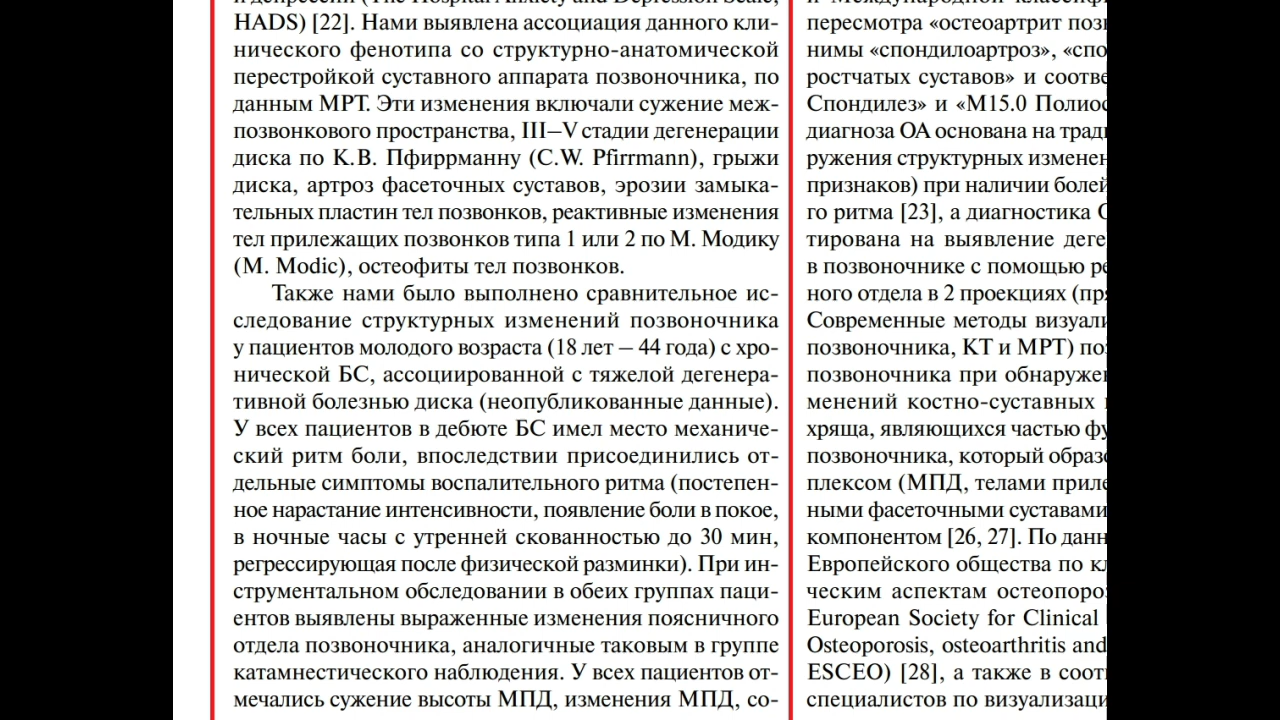 и депрессии (The Hospital Anxiety and Depression Scale,
HADS) [22]. Нами выявлена ассоциация данного кли-
нического фенотипа со структурно-анатомической
перестройкой суставного аппарата позвоночника, по
данным МРТ. Эти изменения включали сужение меж-
позвонкового пространства, III–V стадии дегенерации
диска по К.В. Пфиррманну (C.W. Pfirrmann), грыжи
диска, артроз фасеточных суставов, эрозии замыка-
тельных пластин тел позвонков, реактивные изменения
тел прилежащих позвонков типа 1 или 2 по М. Модику
(M. Modic), остеофиты тел позвонков.
Также нами было выполнено сравнительное ис-
следование структурных изменений позвоночника
у пациентов молодого возраста (18 лет – 44 года) с хро-
нической БС, ассоциированной с тяжелой дегенера-
тивной болезнью диска (неопубликованные данные).
У всех пациентов в дебюте БС имел место механиче-
ский ритм боли, впоследствии присоединились от-
дельные симптомы воспалительного ритма (постепен-
ное нарастание интенсивности, появление боли в покое,
в ночные часы с утренней скованностью до 30 мин,
регрессирующая после физической разминки). При ин-
струментальном обследовании в обеих группах паци-
ентов выявлены выраженные изменения поясничного
отдела позвоночника, аналогичные таковым в группе
катамнестического наблюдения. У всех пациентов от-
мечались сужение высоты МПД, изменения МПД, со-
пересмотра «остеоартрит поз
нимы «спондилоартроз», «спо
ростчатых суставов» и соотве
Спондилез» и «M15.0 Полиос
диагноза ОА основана на трад
ружения структурных изменен
признаков) при наличии болей
го ритма [23], а диагностика
тирована на выявление деге
в позвоночнике с помощью ре
ного отдела в 2 проекциях (пря
Современные методы визуали
позвоночника, КТ и МРТ) по
позвоночника при обнаруже
менений костно-суставных
хряща, являющихся частью фу
позвоночника, который образо
плексом (МПД, телами приле
ными фасеточными суставами
компонентом [26, 27]. По данн
Европейского общества по кл
ческим аспектам остеопоро
European Society for Clinical
Osteoporosis, osteoarthritis and
ESCEO) [28], а также в соот
специалистов по визуализаци